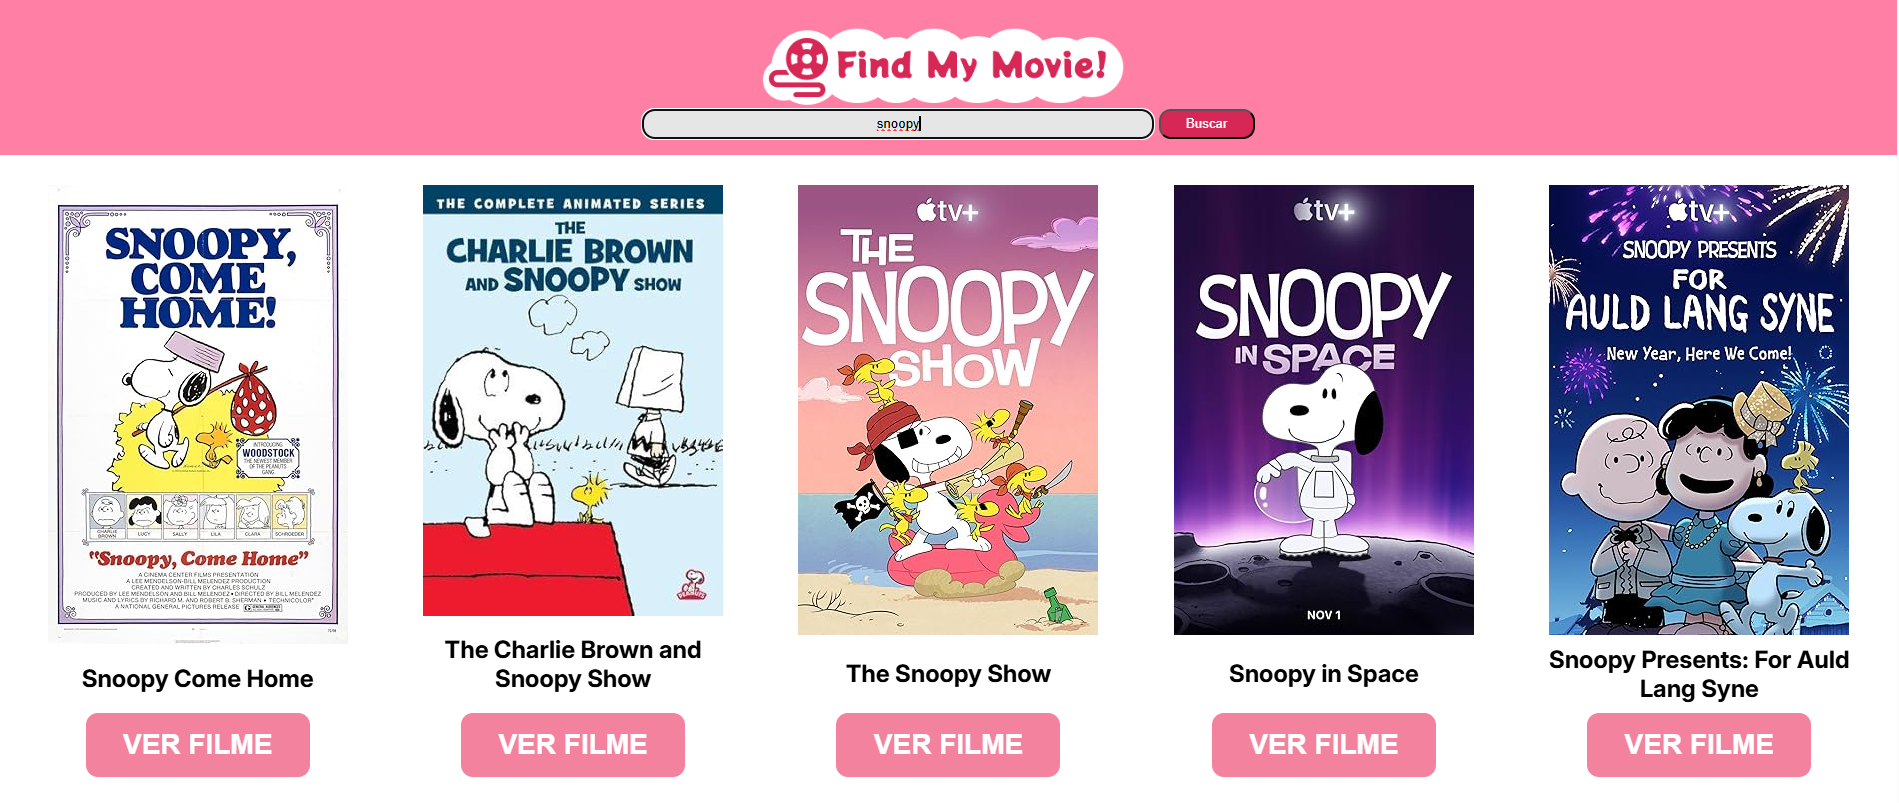 Find My Movie!
snoopy
Buscar
SNOOPY,
COME
HOME!
INTRODUCING
WOODSTOCK
THE NEWEST MEMBER
OF THE PEANUTS
GANG
CHARLIE
BROWN
LUCY
SALLY
LILA
CLARA
SCHROEDER
"Snoopy, Come Home"
A CINEMA CENTER FILMS PRESENTATION
A LEE MENDELSON-BILL MELENDEZ PRODUCTION
CREATED AND WRITTEN BY CHARLES SCHULZ
PRODUCED BY LEE MENDELSON AND BILL MELENDEZ • DIRECTED BY BILL MELENDEZ
MUSIC AND LYRICS BY RICHARD M. AND ROBERT B. SHERMAN • TECHNICOLOR®
A NATIONAL GENERAL PICTURES RELEASE
Snoopy Come Home
VER FILME
THE COMPLETE ANIMATED SERIES
THE
CHARLIE BROWN
AND SNOOPY SHOW
PEANUTS
The Charlie Brown and
Snoopy Show
VER FILME
tv+
THE
SNOOPY
SHOW
The Snoopy Show
VER FILME
tv+
SNOOPY
IN SPACE
NOV 1
Snoopy in Space
VER FILME
tv+
SNOOPY PRESENTS
FOR
AULD LANG SYNE
New Year, Here We Come!
Snoopy Presents: For Auld
Lang Syne
VER FILME